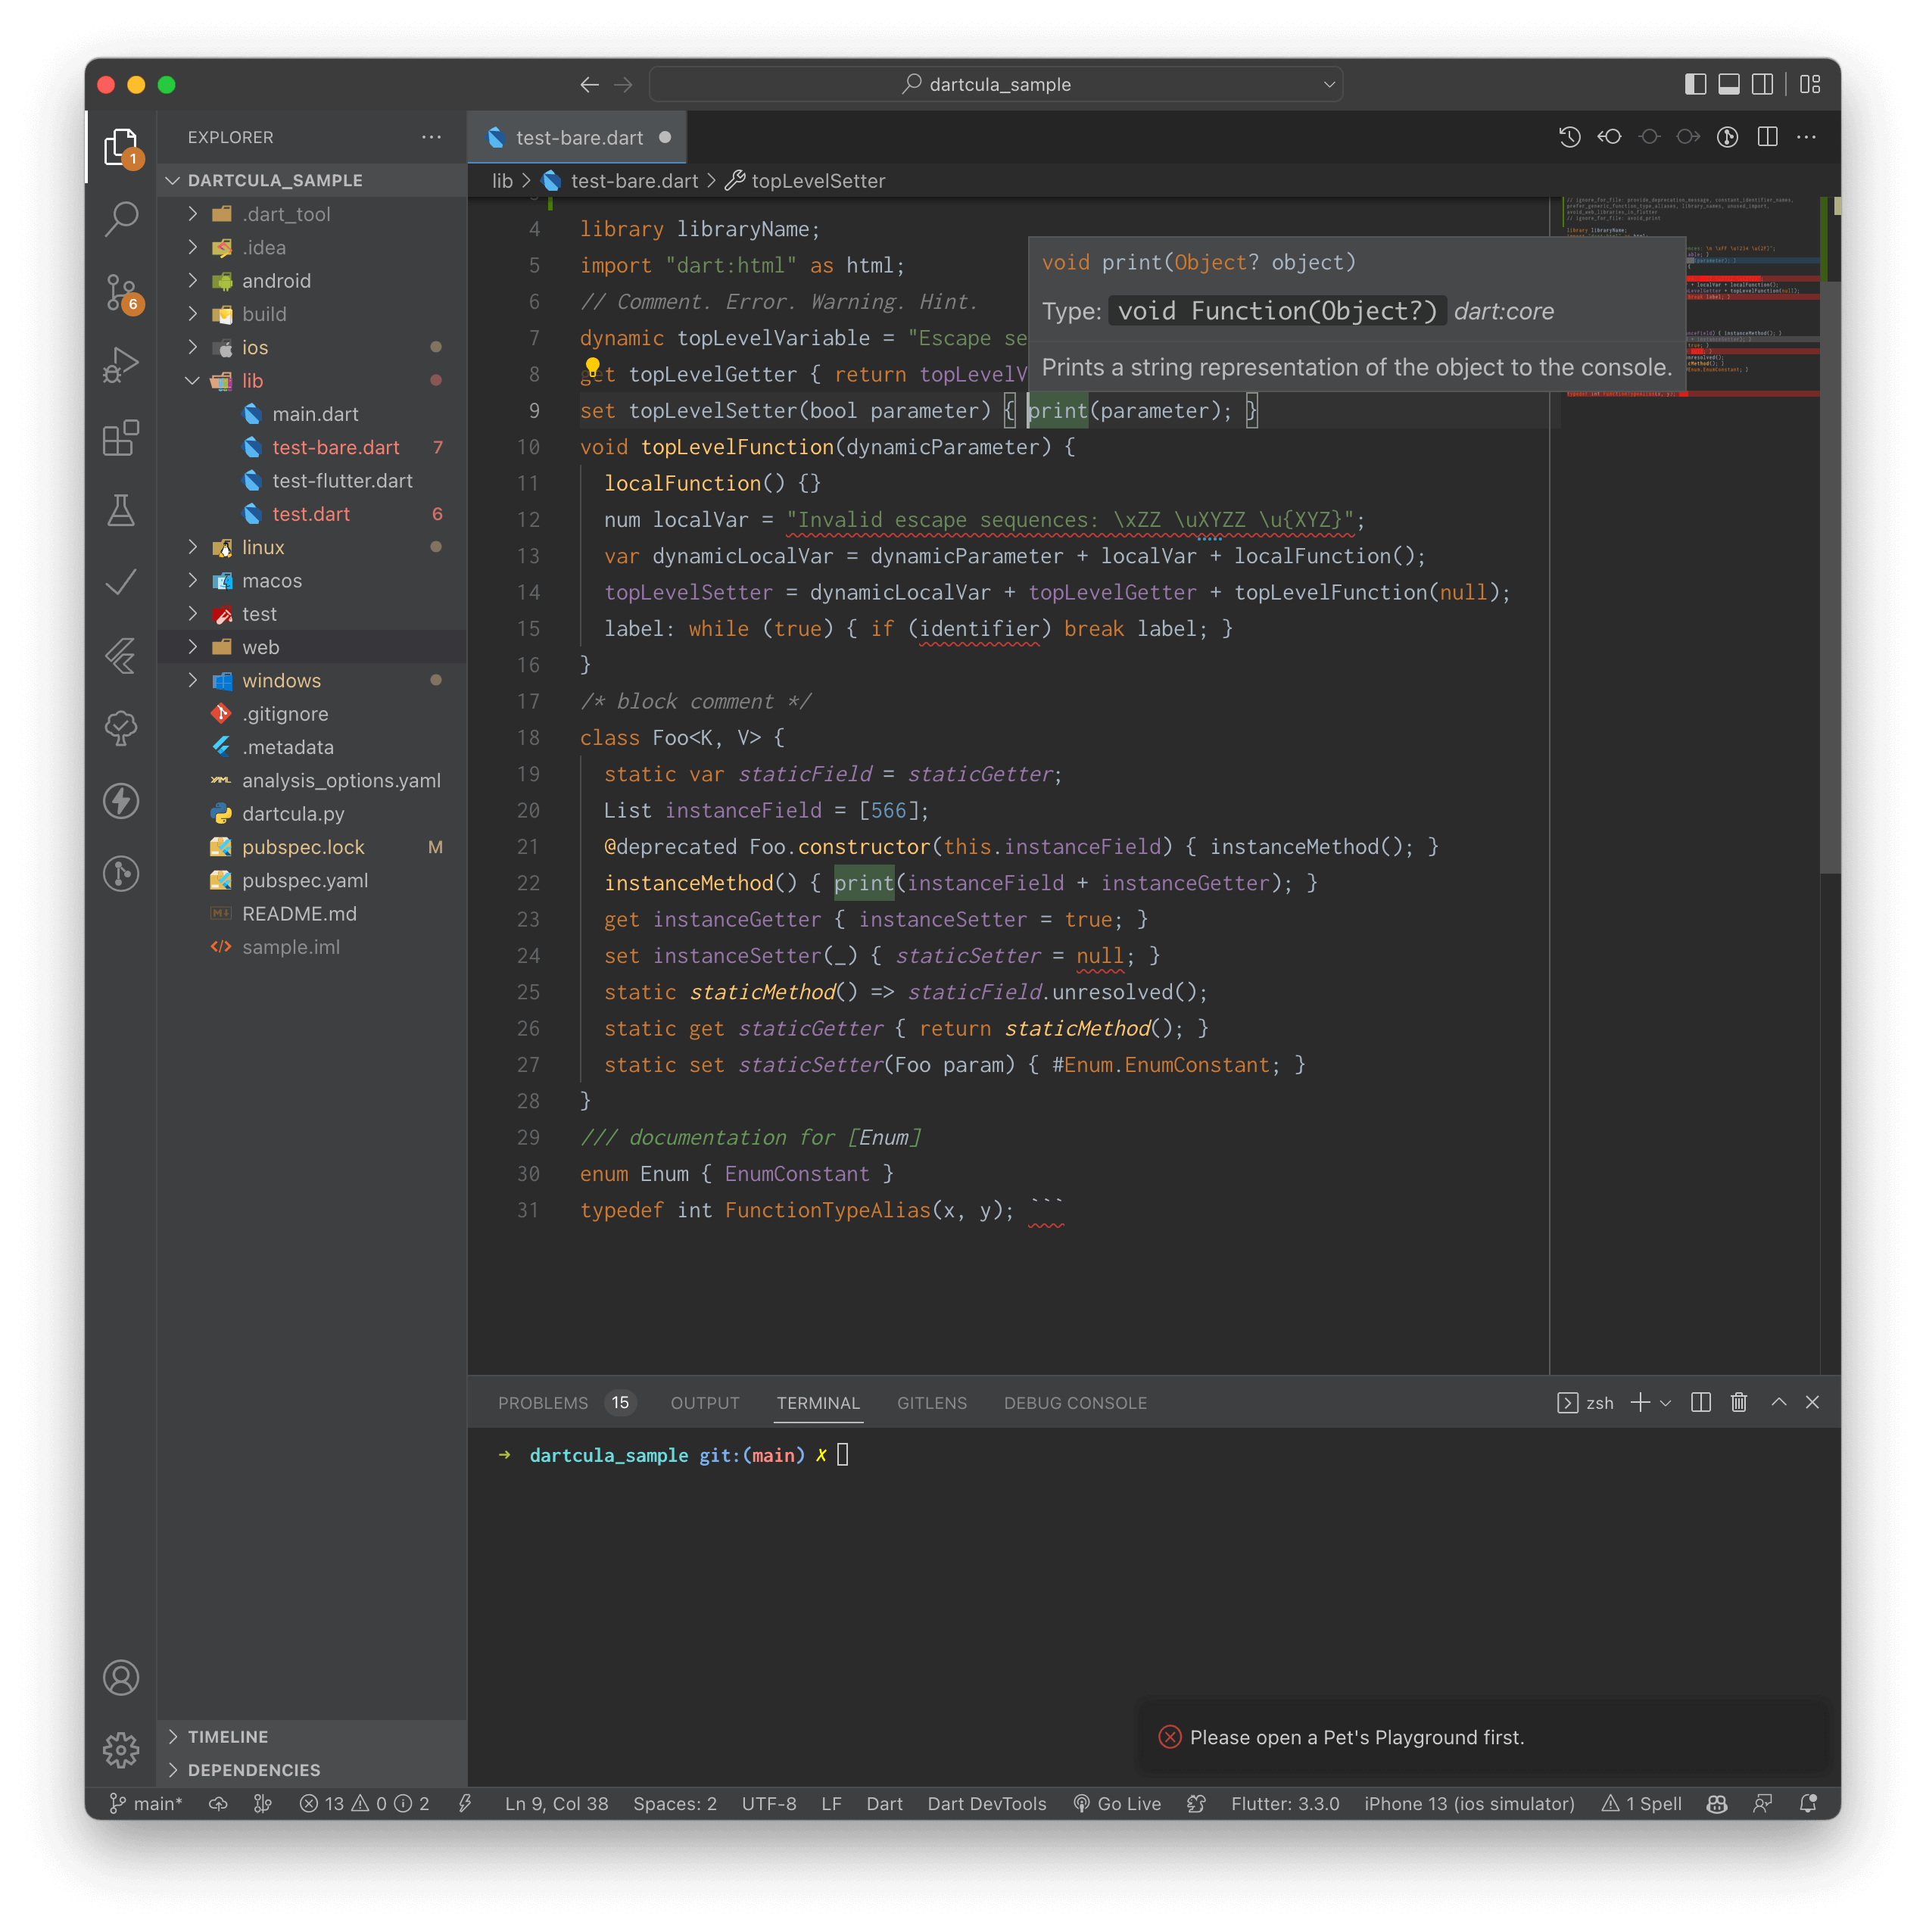 dartcula_sample
EXPLORER
test-bare.dart
DARTCULA_SAMPLE
lib > test-bare.dart > topLevelSetter
1
6
.dart_tool
.idea
android
build
ios
lib
main.dart
test-bare.dart 7
test-flutter.dart
test.dart 6
linux
macos
test
web
windows
.gitignore
.metadata
analysis_options.yaml
dartcula.py
pubspec.lock M
pubspec.yaml
README.md
sample.iml
TIMELINE
DEPENDENCIES
4 library libraryName;
5 import "dart:html" as html;
6 // Comment. Error. Warning. Hint.
7 dynamic topLevelVariable = "Escape se
8 get topLevelGetter { return topLevelV
9 set topLevelSetter(bool parameter) { print(parameter); }
10 void topLevelFunction(dynamicParameter) {
11 localFunction() {}
12 num localVar = "Invalid escape sequences: \xZZ \uXYZZ \u{XYZ}";
13 var dynamicLocalVar = dynamicParameter + localVar + localFunction();
14 topLevelSetter = dynamicLocalVar + topLevelGetter + topLevelFunction(null);
15 label: while (true) { if (identifier) break label; }
16 }
17 /* block comment */
18 class Foo<K, V> {
19 static var staticField = staticGetter;
20 List instanceField = [566];
21 @deprecated Foo.constructor(this.instanceField) { instanceMethod(); }
22 instanceMethod() { print(instanceField + instanceGetter); }
23 get instanceGetter { instanceSetter = true; }
24 set instanceSetter(_) { staticSetter = null; }
25 static staticMethod() => staticField.unresolved();
26 static get staticGetter { return staticMethod(); }
27 static set staticSetter(Foo param) { #Enum.EnumConstant; }
28 }
29 /// documentation for [Enum]
30 enum Enum { EnumConstant }
31 typedef int FunctionTypeAlias(x, y); ```
void print(Object? object)
Type: void Function(Object?) dart:core
Prints a string representation of the object to the console.
PROBLEMS 15 OUTPUT TERMINAL GITLENS DEBUG CONSOLE zsh
→ dartcula_sample git:(main) ✗
Please open a Pet's Playground first.
main* 13 0 2 Ln 9, Col 38 Spaces: 2 UTF-8 LF Dart Dart DevTools Go Live Flutter: 3.3.0 iPhone 13 (ios simulator) 1 Spell